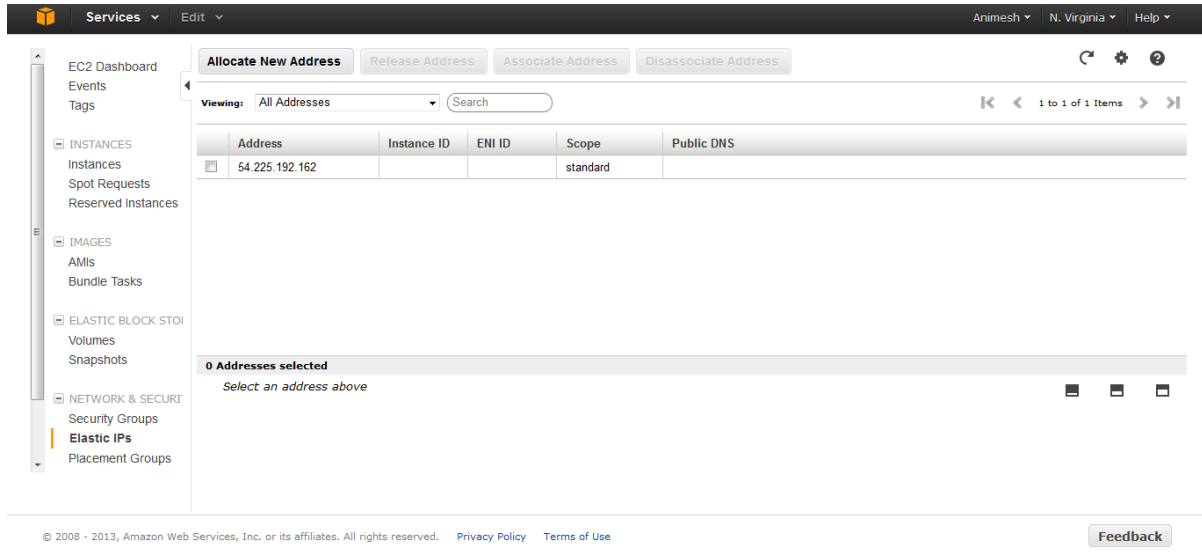 Services Edit Animesh N. Virginia Help
EC2 Dashboard
Events
Tags
INSTANCES
Instances
Spot Requests
Reserved Instances
IMAGES
AMIs
Bundle Tasks
ELASTIC BLOCK STO
Volumes
Snapshots
NETWORK & SECURI
Security Groups
Elastic IPs
Placement Groups
Allocate New Address Release Address Associate Address Disassociate Address
Viewing: All Addresses Search 1 to 1 of 1 Items
Address Instance ID ENI ID Scope Public DNS
54.225.192.162 standard
0 Addresses selected
Select an address above
© 2008 - 2013, Amazon Web Services, Inc. or its affiliates. All rights reserved. Privacy Policy Terms of Use Feedback